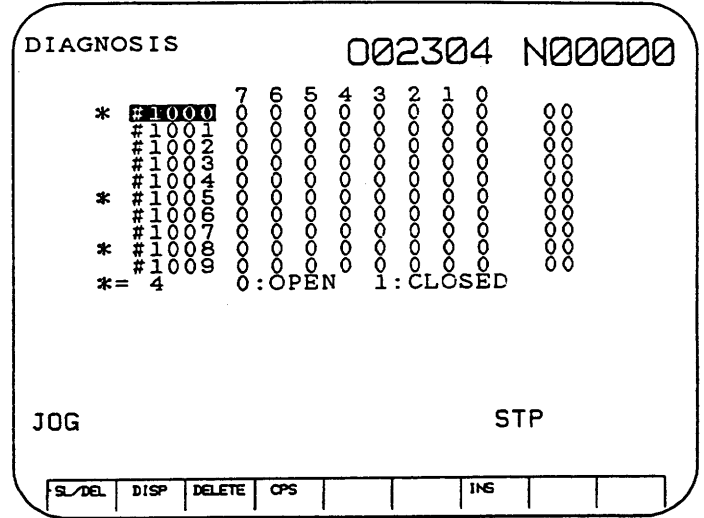 DIAGNOSIS O02304 N00000
7 6 5 4 3 2 1 0
* #1000 0 0 0 0 0 0 0 0 00
#1001 0 0 0 0 0 0 0 0 00
#1002 0 0 0 0 0 0 0 0 00
#1003 0 0 0 0 0 0 0 0 00
#1004 0 0 0 0 0 0 0 0 00
* #1005 0 0 0 0 0 0 0 0 00
#1006 0 0 0 0 0 0 0 0 00
#1007 0 0 0 0 0 0 0 0 00
* #1008 0 0 0 0 0 0 0 0 00
#1009 0 0 0 0 0 0 0 0 00
*= 4 0:OPEN 1:CLOSED
JOG STP
SL/DEL DISP DELETE CPS INS